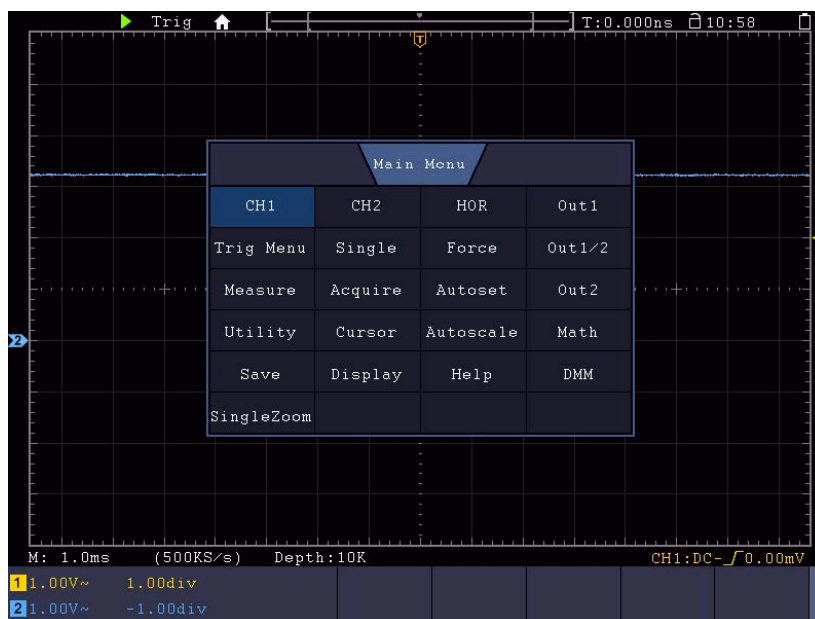 Trig T:0.000ns 10:58
T
Main Menu
CH1 CH2 HOR Out1
Trig Menu Single Force Out1/2
Measure Acquire Autoset Out2
Utility Cursor Autoscale Math
2
Save Display Help DMM
SingleZoom
M: 1.0ms (500KS/s) Depth:10K CH1:DC- 0.00mV
1 1.00V~ 1.00div
2 1.00V~ -1.00div